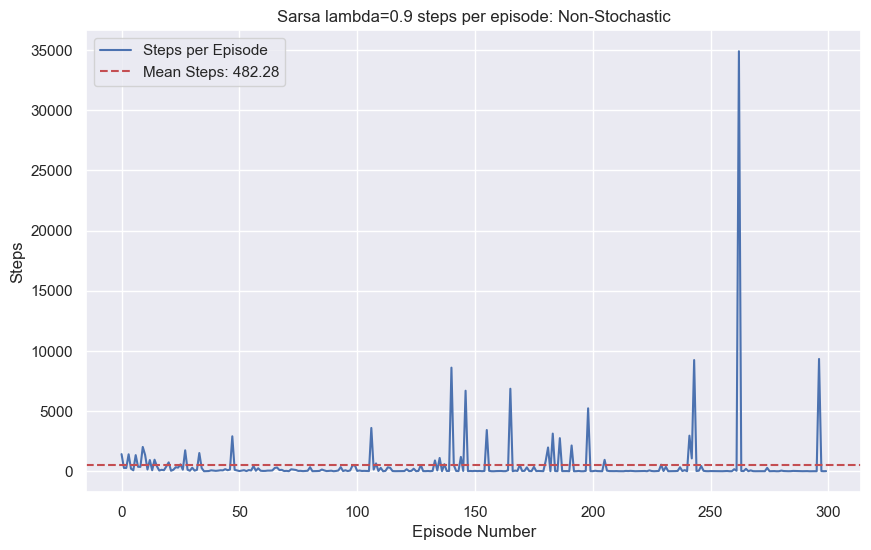 Sarsa lambda=0.9 steps per episode: Non-Stochastic
Steps per Episode
Mean Steps: 482.28
35000
30000
25000
20000
15000
10000
5000
0
Steps
0 50 100 150 200 250 300
Episode Number